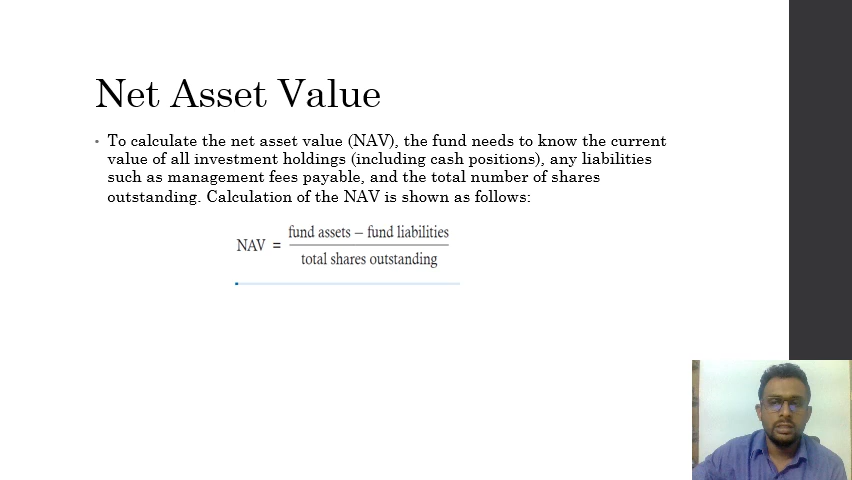 Net Asset Value
• To calculate the net asset value (NAV), the fund needs to know the current
value of all investment holdings (including cash positions), any liabilities
such as management fees payable, and the total number of shares
outstanding. Calculation of the NAV is shown as follows:
fund assets – fund liabilities
NAV =
total shares outstanding